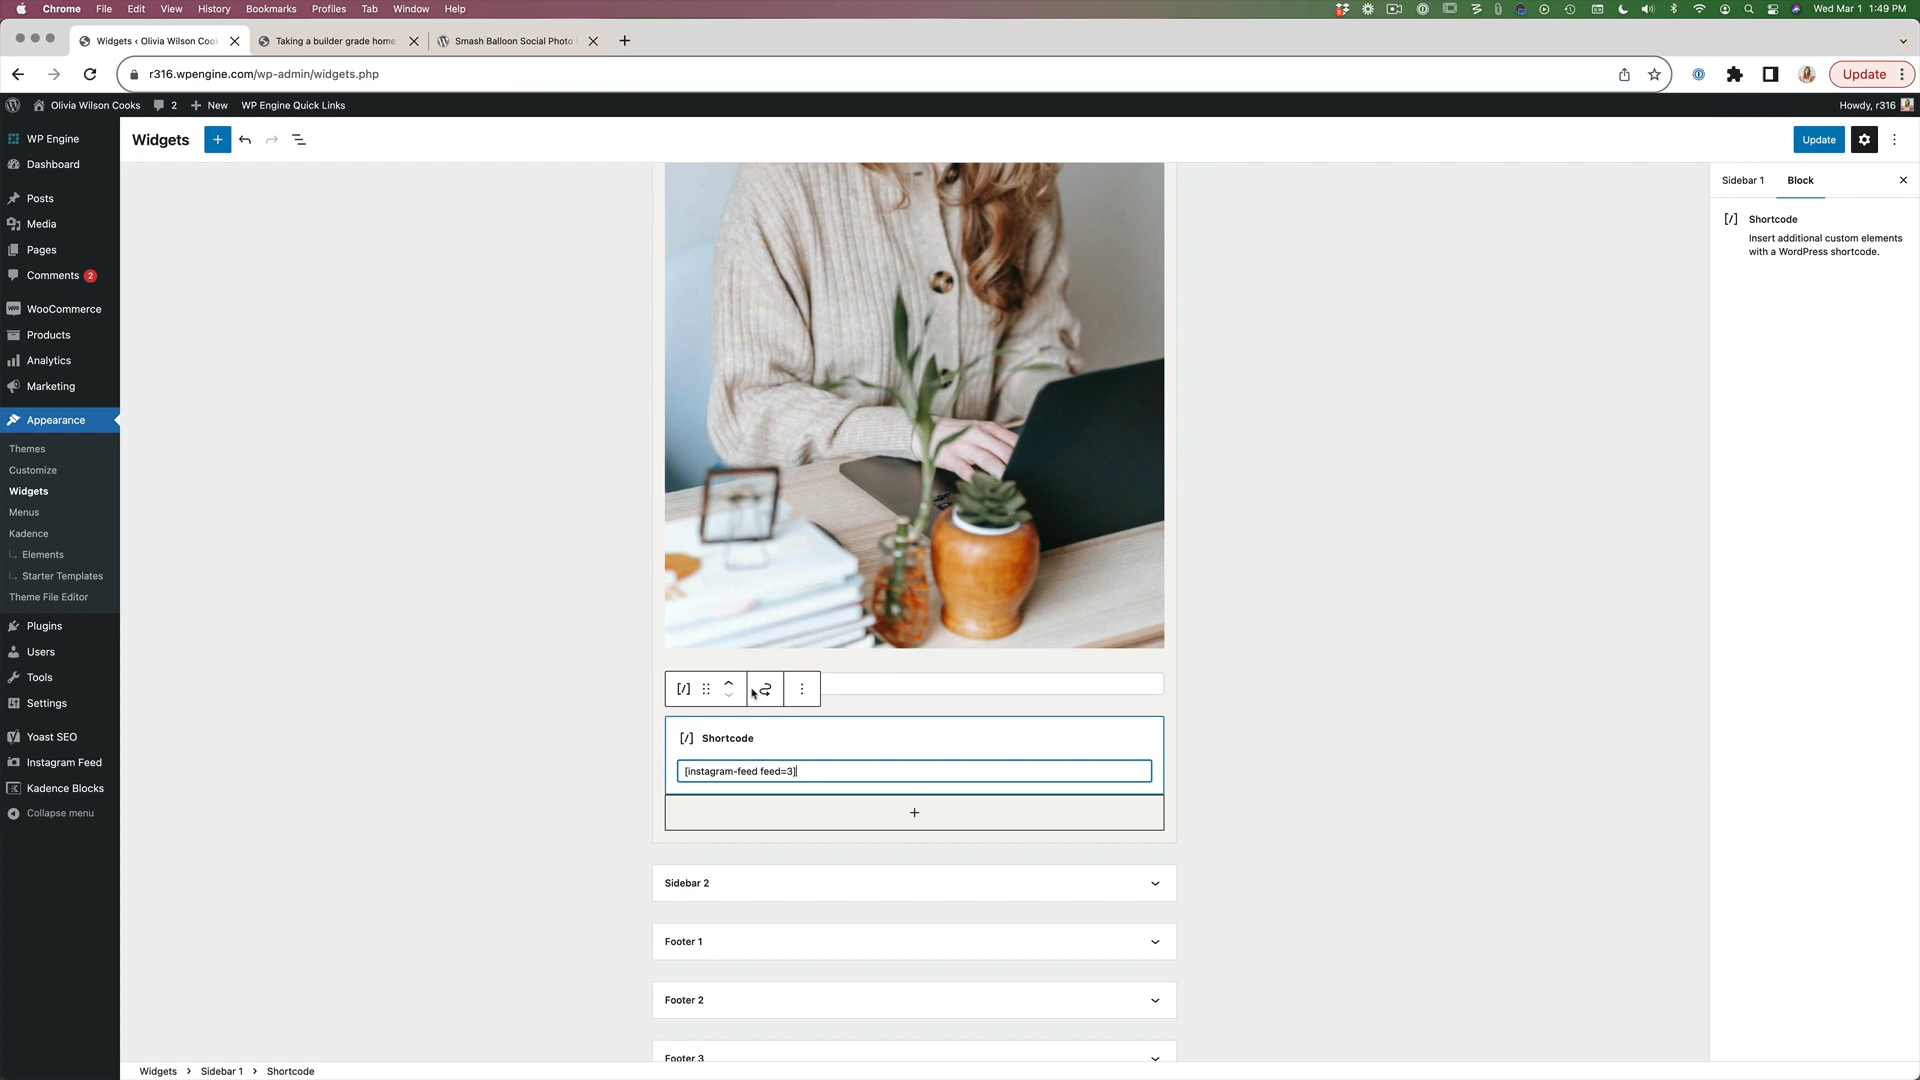 Chrome File Edit View History Bookmarks Profiles Tab Window Help Wed Mar 1 1:49 PM
Widgets ‹ Olivia Wilson Cook Taking a builder grade home Smash Balloon Social Photo
r316.wpengine.com/wp-admin/widgets.php Update
Olivia Wilson Cooks 2 + New WP Engine Quick Links Howdy, r316
WP Engine
Dashboard
Posts
Media
Pages
Comments 2
WooCommerce
Products
Analytics
Marketing
Appearance
Themes
Customize
Widgets
Menus
Kadence
Elements
Starter Templates
Theme File Editor
Plugins
Users
Tools
Settings
Yoast SEO
Instagram Feed
Kadence Blocks
Collapse menu
Widgets
Update
[/] Shortcode
[instagram-feed feed=3]
Sidebar 2
Footer 1
Footer 2
Footer 3
Widgets > Sidebar 1 > Shortcode
Sidebar 1 Block
[/] Shortcode
Insert additional custom elements
with a WordPress shortcode.